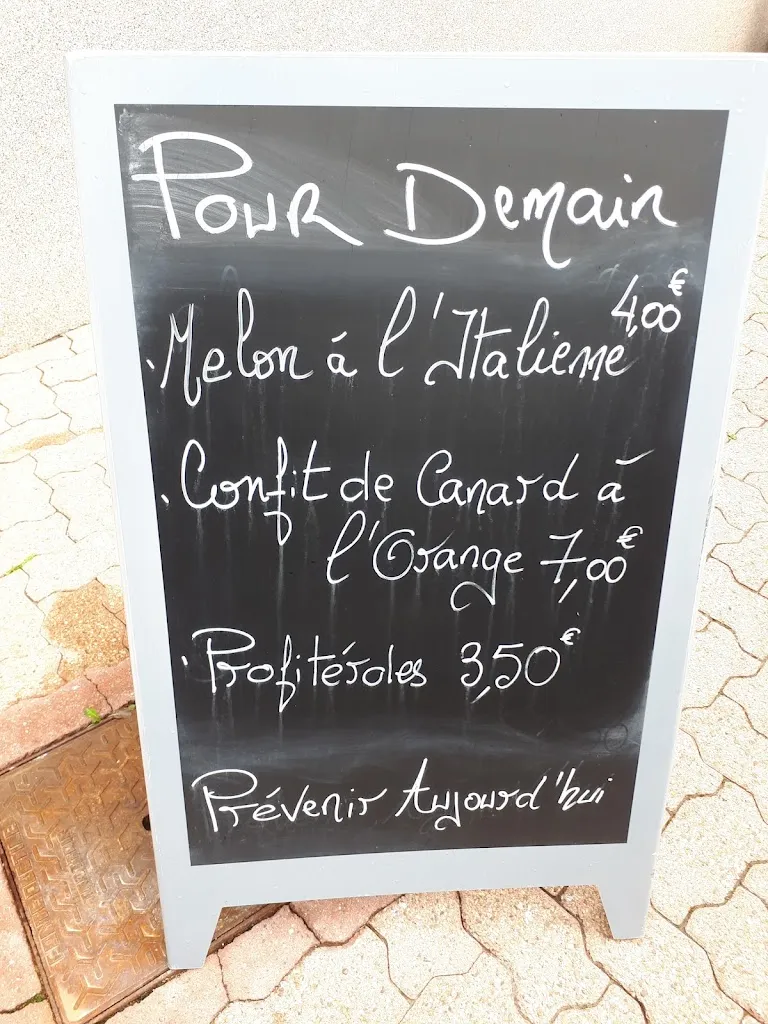 Pour Demain
4,00€
. Melon á l'Italienne
. Confit de Canard á
l'Orange 7,00€
. Profitéroles 3,50€
Prévenir Aujourd'hui